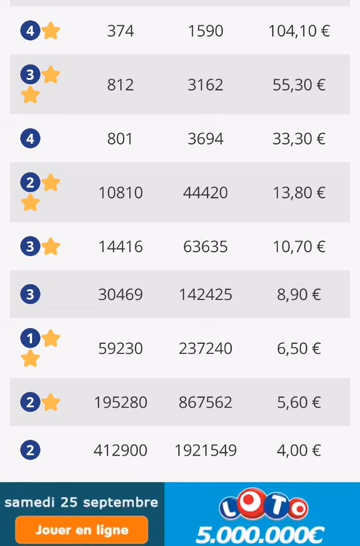 4 374 1590 104,10 €
3 812 3162 55,30 €
4 801 3694 33,30 €
2 10810 44420 13,80 €
3 14416 63635 10,70 €
3 30469 142425 8,90 €
1 59230 237240 6,50 €
2 195280 867562 5,60 €
2 412900 1921549 4,00 €
samedi 25 septembre
Jouer en ligne
LOTO
5.000.000€